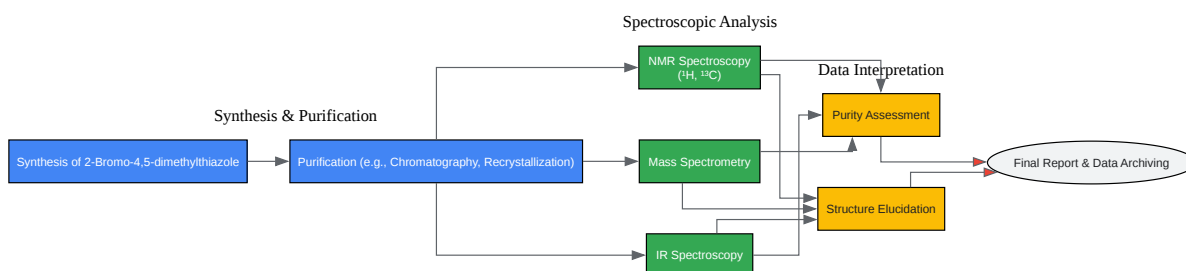 Spectroscopic Analysis
NMR Spectroscopy
(¹H, ¹³C)
Data Interpretation
Synthesis & Purification
Purity Assessment
Synthesis of 2-Bromo-4,5-dimethylthiazole
Purification (e.g., Chromatography, Recrystallization)
Mass Spectrometry
Final Report & Data Archiving
Structure Elucidation
IR Spectroscopy